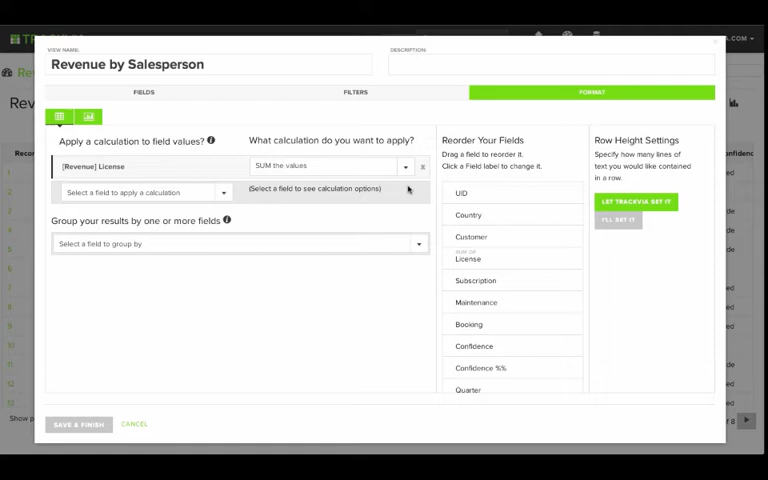 VIEW NAME:
DESCRIPTION:
Revenue by Salesperson
FIELDS
FILTERS
FORMAT
Apply a calculation to field values?
What calculation do you want to apply?
[Revenue] License
SUM the values
x
Select a field to apply a calculation
(Select a field to see calculation options)
Group your results by one or more fields
Select a field to group by
Reorder Your Fields
Drag a field to reorder it.
Click a Field label to change it.
UID
Country
Customer
SUM OF
License
Subscription
Maintenance
Booking
Confidence
Confidence %%
Quarter
Row Height Settings
Specify how many lines of
text you would like contained
in a row.
LET TRACKVIA SET IT
I'LL SET IT
SAVE & FINISH
CANCEL
Show p
of 8